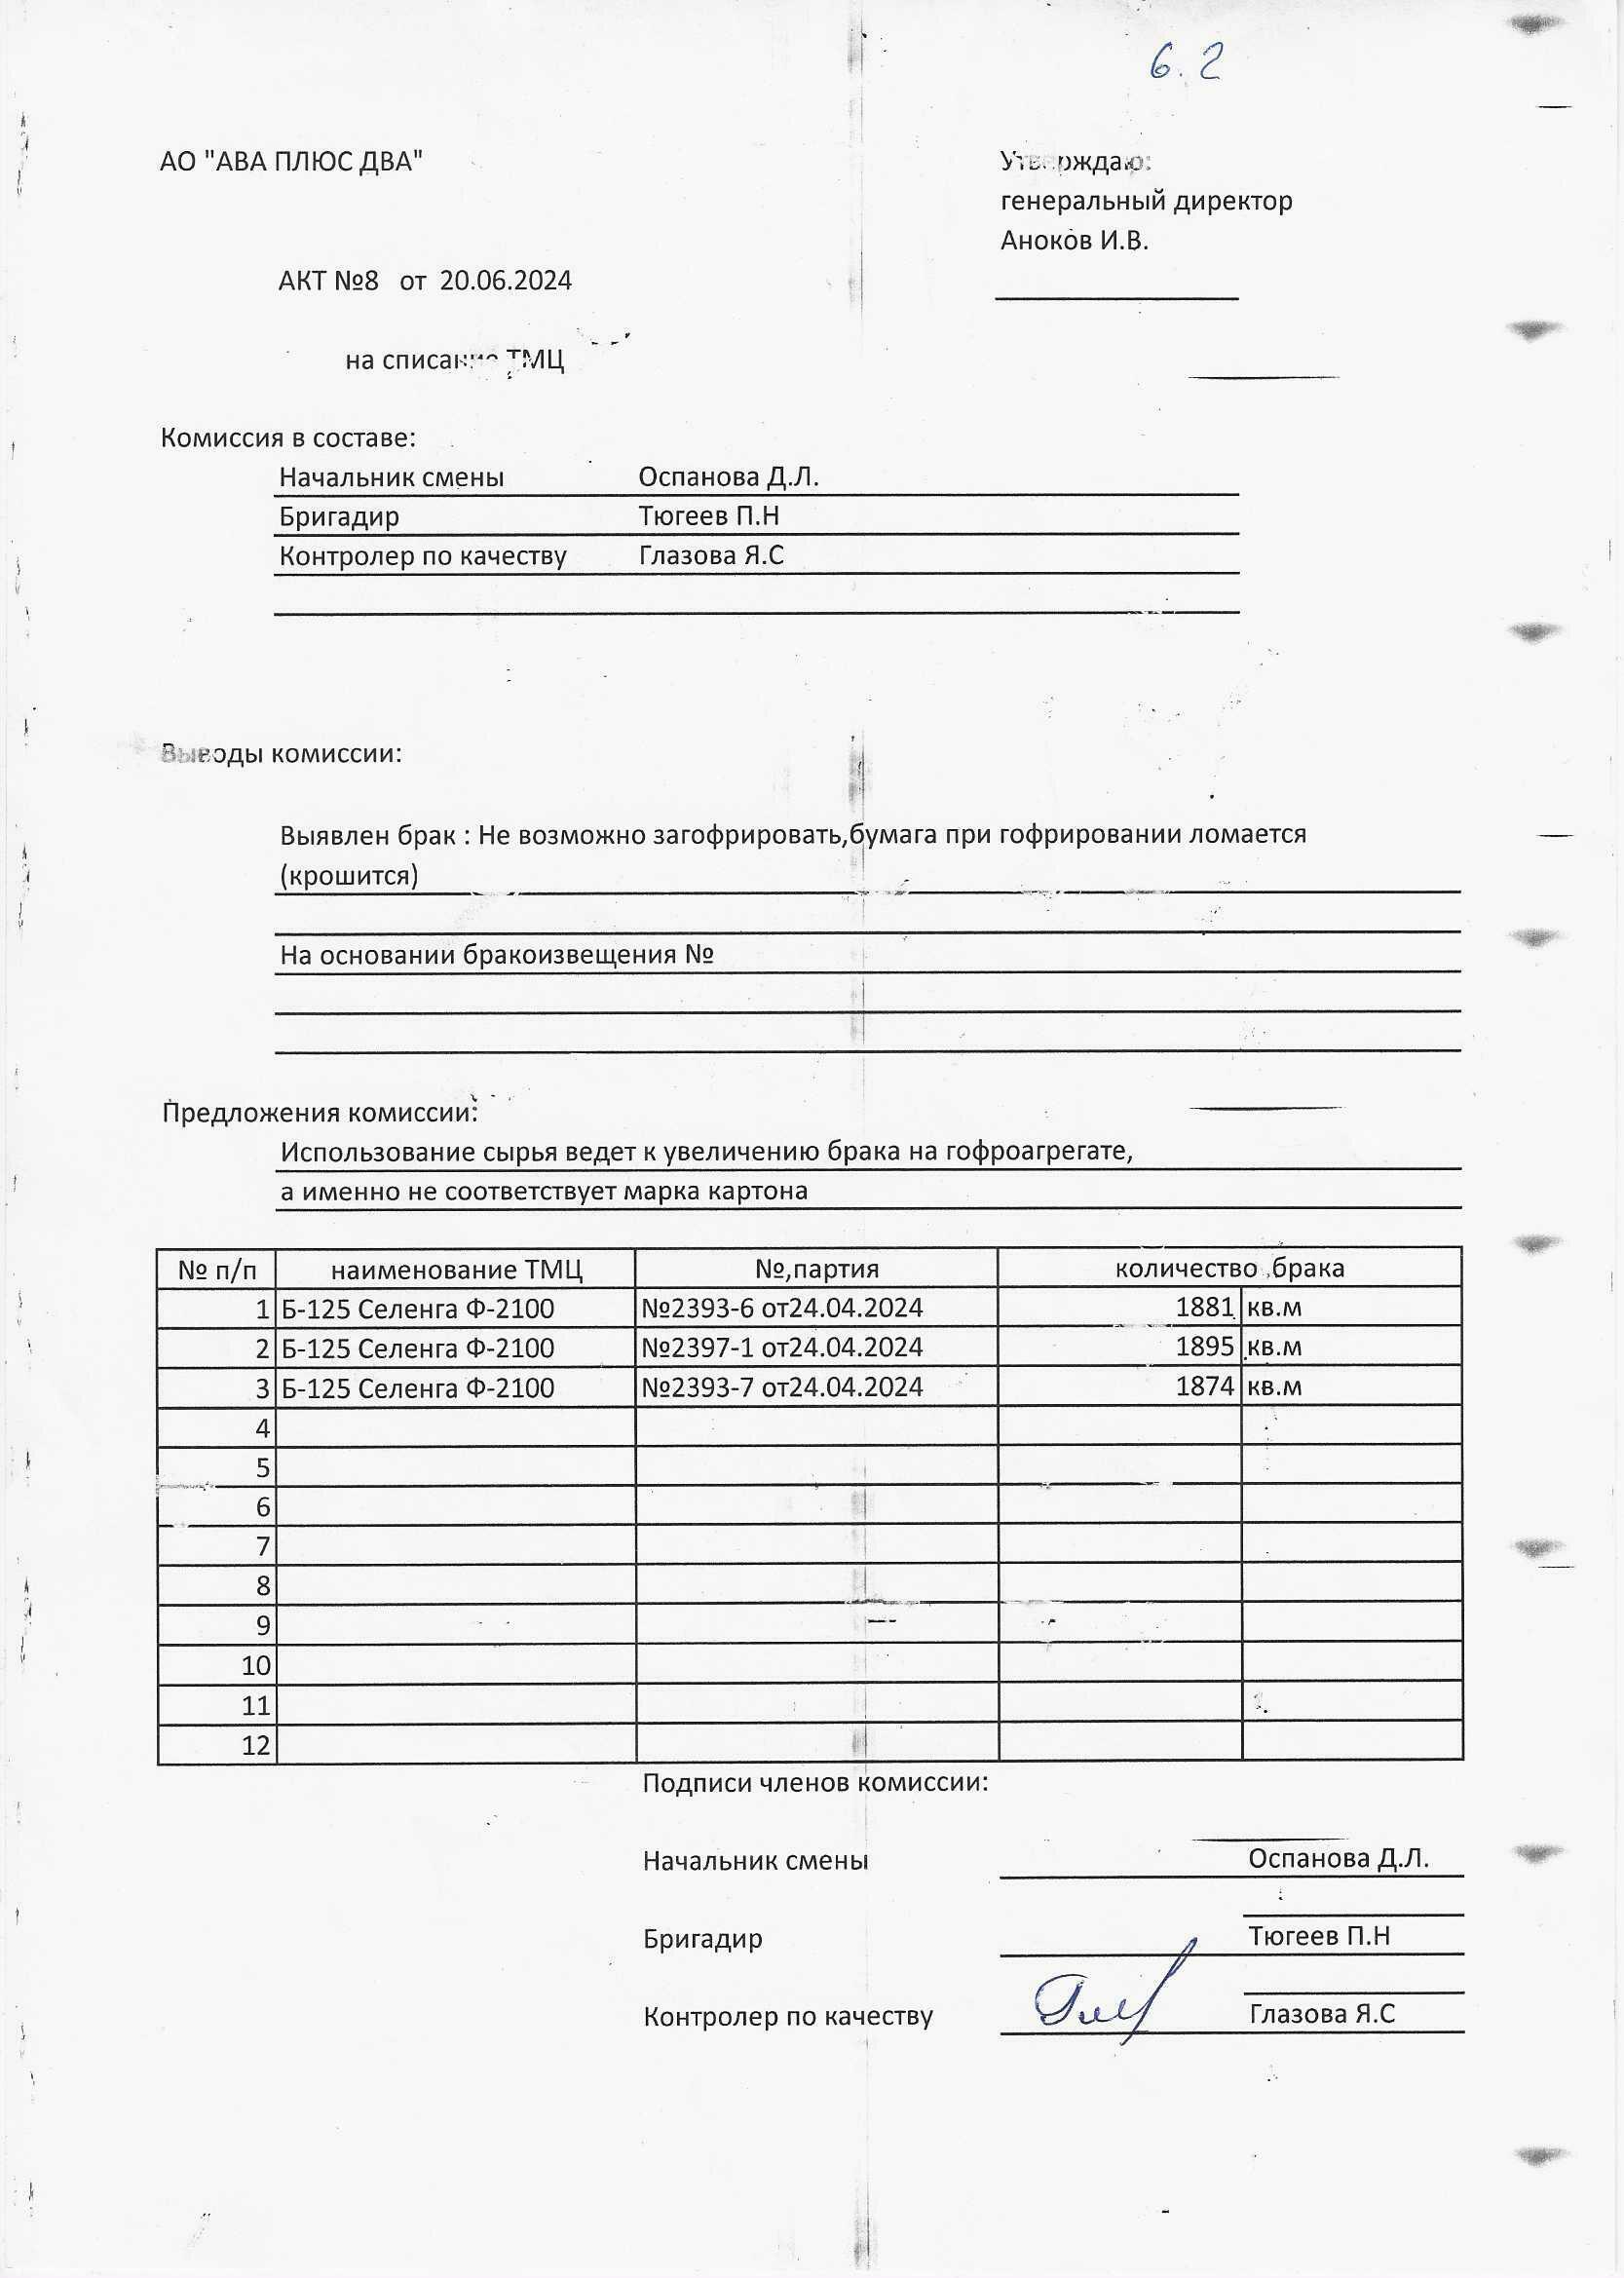 6.2
АО "АВА ПЛЮС ДВА"
Утверждаю:
генеральный директор
Аноков И.В.
АКТ №8 от 20.06.2024
на списание ТМЦ
Комиссия в составе:
Начальник смены Оспанова Д.Л.
Бригадир Тюгеев П.Н
Контролер по качеству Глазова Я.С
Выводы комиссии:
Выявлен брак : Не возможно загофрировать,бумага при гофрировании ломается
(крошится)
На основании бракоизвещения №
Предложения комиссии:
Использование сырья ведет к увеличению брака на гофроагрегате,
а именно не соответствует марка картона
№ п/п наименование ТМЦ №,партия количество брака
1 Б-125 Селенга Ф-2100 №2393-6 от24.04.2024 1881 кв.м
2 Б-125 Селенга Ф-2100 №2397-1 от24.04.2024 1895 кв.м
3 Б-125 Селенга Ф-2100 №2393-7 от24.04.2024 1874 кв.м
4
5
6
7
8
9
10
11
12
Подписи членов комиссии:
Начальник смены Оспанова Д.Л.
Бригадир Тюгеев П.Н
Контролер по качеству Глазова Я.С